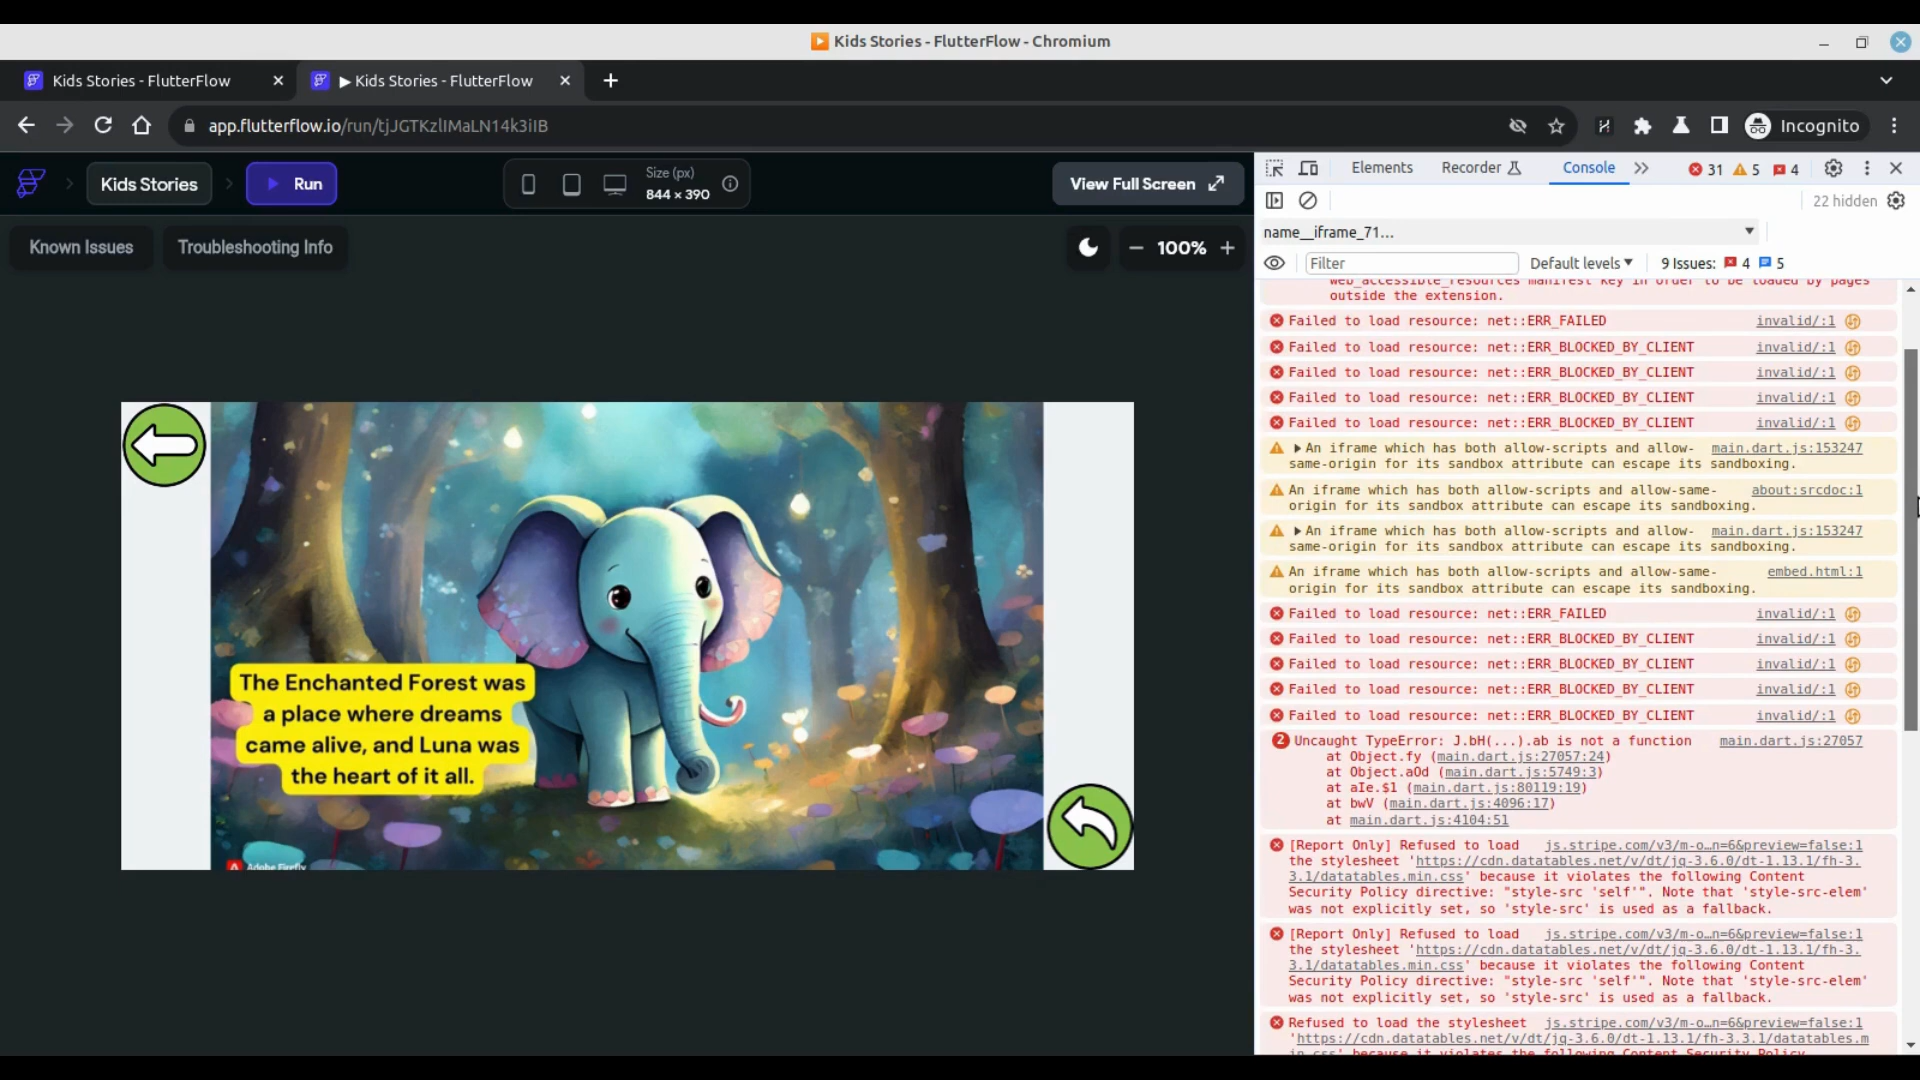 Kids Stories - FlutterFlow - Chromium
Kids Stories - FlutterFlow
▶ Kids Stories - FlutterFlow
app.flutterflow.io/run/tjJGTKzlIMaLN14k3iIB
Incognito
Kids Stories
Run
Size (px)
844 × 390
View Full Screen
Known Issues
Troubleshooting Info
100%
The Enchanted Forest was
a place where dreams
came alive, and Luna was
the heart of it all.
Adobe Firefly
Elements
Recorder
Console
31
5
4
22 hidden
name__iframe_71...
Filter
Default levels
9 Issues:
4
5
web_accessible_resources manifest key in order to be loaded by pages
outside the extension.
Failed to load resource: net::ERR_FAILED invalid/:1
Failed to load resource: net::ERR_BLOCKED_BY_CLIENT invalid/:1
Failed to load resource: net::ERR_BLOCKED_BY_CLIENT invalid/:1
Failed to load resource: net::ERR_BLOCKED_BY_CLIENT invalid/:1
Failed to load resource: net::ERR_BLOCKED_BY_CLIENT invalid/:1
An iframe which has both allow-scripts and allow- main.dart.js:153247
same-origin for its sandbox attribute can escape its sandboxing.
An iframe which has both allow-scripts and allow-same- about:srcdoc:1
origin for its sandbox attribute can escape its sandboxing.
An iframe which has both allow-scripts and allow- main.dart.js:153247
same-origin for its sandbox attribute can escape its sandboxing.
An iframe which has both allow-scripts and allow-same- embed.html:1
origin for its sandbox attribute can escape its sandboxing.
Failed to load resource: net::ERR_FAILED invalid/:1
Failed to load resource: net::ERR_BLOCKED_BY_CLIENT invalid/:1
Failed to load resource: net::ERR_BLOCKED_BY_CLIENT invalid/:1
Failed to load resource: net::ERR_BLOCKED_BY_CLIENT invalid/:1
Failed to load resource: net::ERR_BLOCKED_BY_CLIENT invalid/:1
2 Uncaught TypeError: J.bH(...).ab is not a function main.dart.js:27057
at Object.fy (main.dart.js:27057:24)
at Object.aOd (main.dart.js:5749:3)
at aIe.$1 (main.dart.js:80119:19)
at bwV (main.dart.js:4096:17)
at main.dart.js:4104:51
[Report Only] Refused to load js.stripe.com/v3/m-o…n=6&preview=false:1
the stylesheet 'https://cdn.datatables.net/v/dt/jq-3.6.0/dt-1.13.1/fh-3.
3.1/datatables.min.css' because it violates the following Content
Security Policy directive: "style-src 'self'". Note that 'style-src-elem'
was not explicitly set, so 'style-src' is used as a fallback.
[Report Only] Refused to load js.stripe.com/v3/m-o…n=6&preview=false:1
the stylesheet 'https://cdn.datatables.net/v/dt/jq-3.6.0/dt-1.13.1/fh-3.
3.1/datatables.min.css' because it violates the following Content
Security Policy directive: "style-src 'self'". Note that 'style-src-elem'
was not explicitly set, so 'style-src' is used as a fallback.
Refused to load the stylesheet js.stripe.com/v3/m-o…n=6&preview=false:1
'https://cdn.datatables.net/v/dt/jq-3.6.0/dt-1.13.1/fh-3.3.1/datatables.m
in.css' because it violates the following Content Security Policy